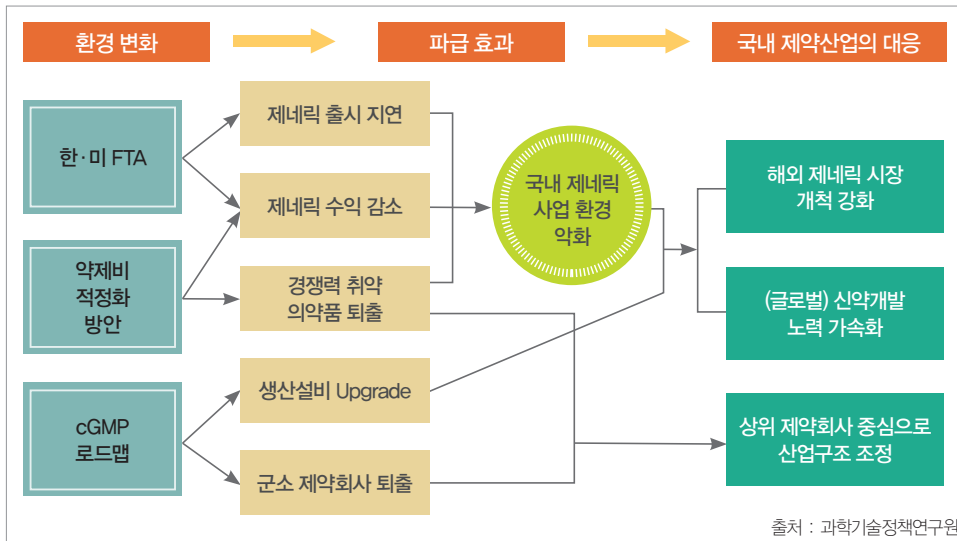 환경 변화
파급 효과
국내 제약산업의 대응
한·미 FTA
약제비
적정화
방안
cGMP
로드맵
제네릭 출시 지연
제네릭 수익 감소
경쟁력 취약
의약품 퇴출
생산설비 Upgrade
군소 제약회사 퇴출
국내 제네릭
사업 환경
악화
해외 제네릭 시장
개척 강화
(글로벌) 신약개발
노력 가속화
상위 제약회사 중심으로
산업구조 조정
출처 : 과학기술정책연구원